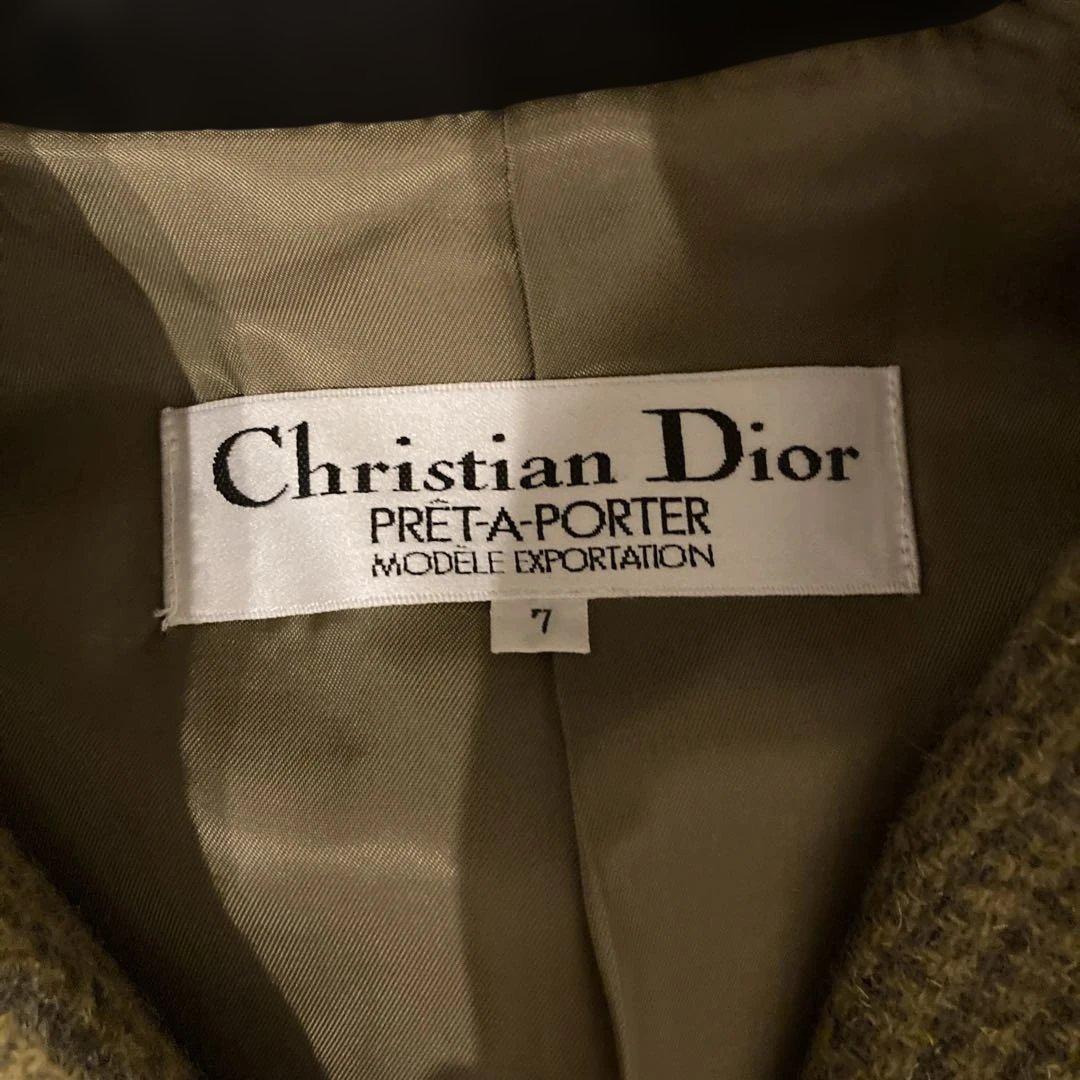 Christian Dior
PRÊT-A-PORTER
MODÈLE EXPORTATION
7